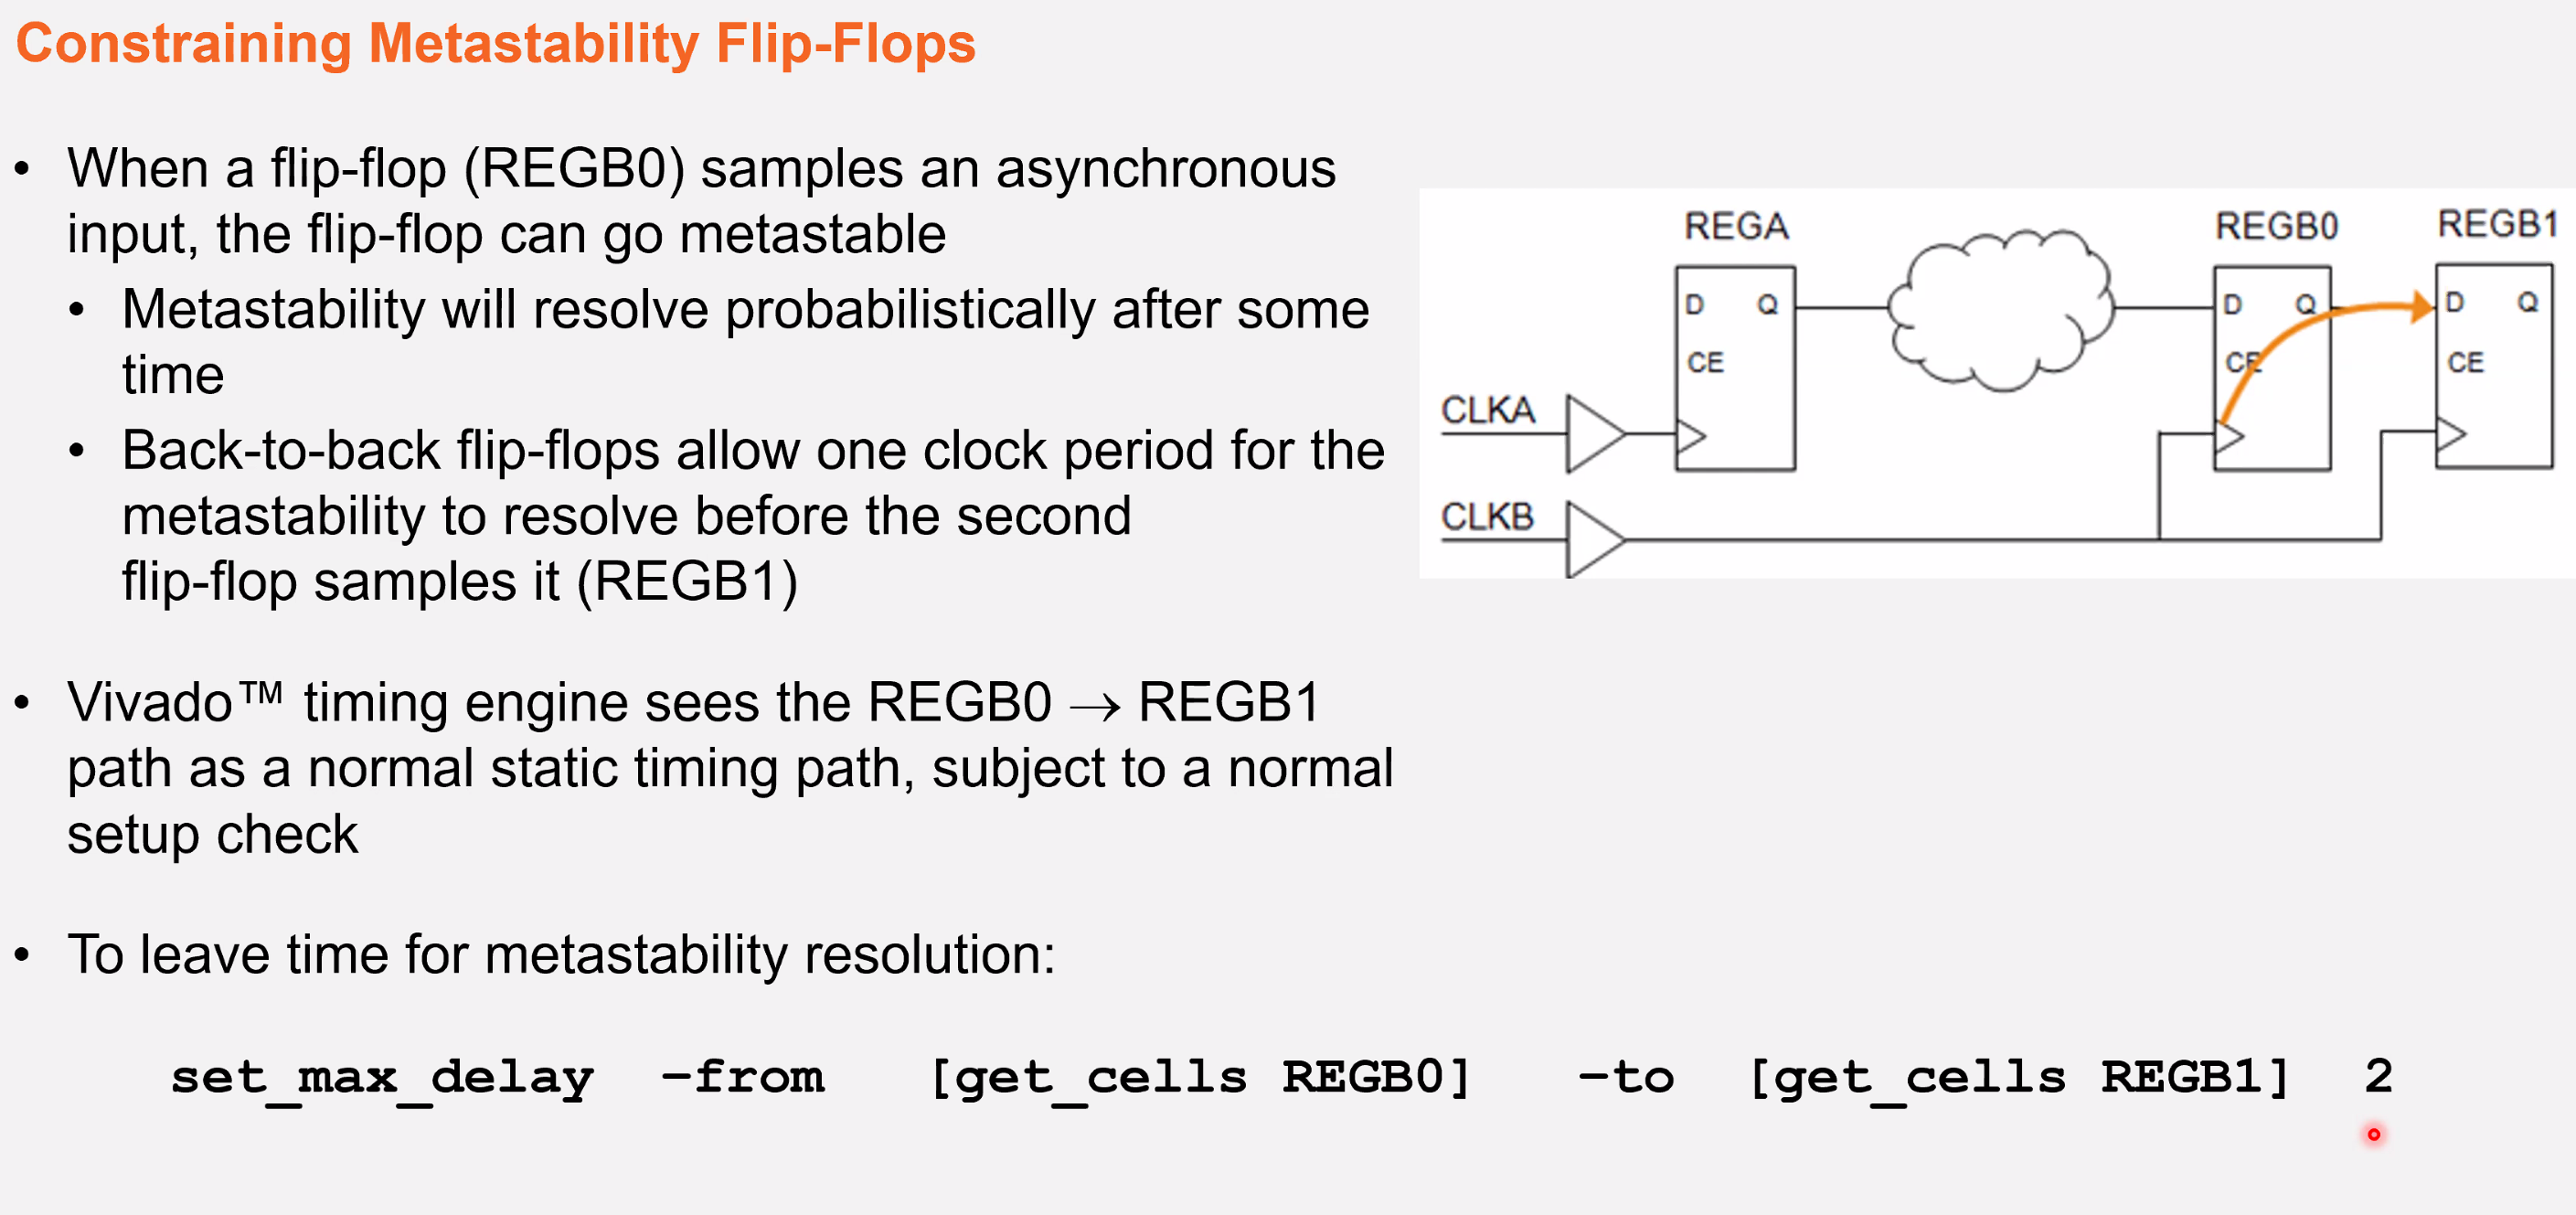 Constraining Metastability Flip-Flops
• When a flip-flop (REGB0) samples an asynchronous
input, the flip-flop can go metastable
• Metastability will resolve probabilistically after some
time
• Back-to-back flip-flops allow one clock period for the
metastability to resolve before the second
flip-flop samples it (REGB1)
• Vivado™ timing engine sees the REGB0 → REGB1
path as a normal static timing path, subject to a normal
setup check
• To leave time for metastability resolution:
set_max_delay –from [get_cells REGB0] –to [get_cells REGB1] 2
REGA REGB0 REGB1
D Q D Q D Q
CE CE CE
CLKA
CLKB